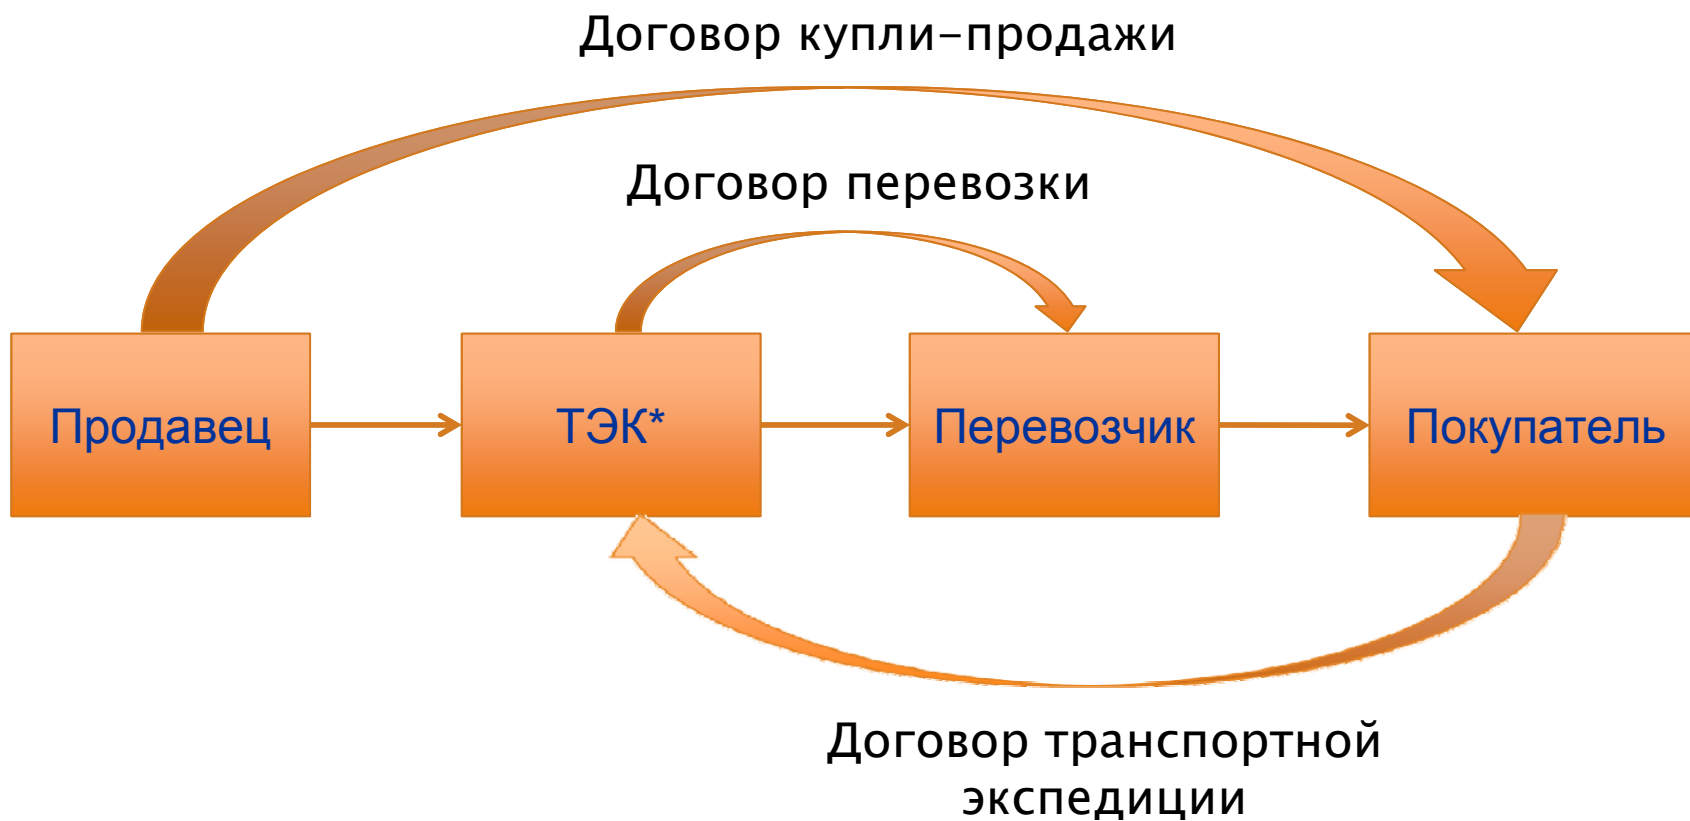 Договор купли-продажи
Договор перевозки
Продавец
ТЭК*
Перевозчик
Покупатель
Договор транспортной
экспедиции